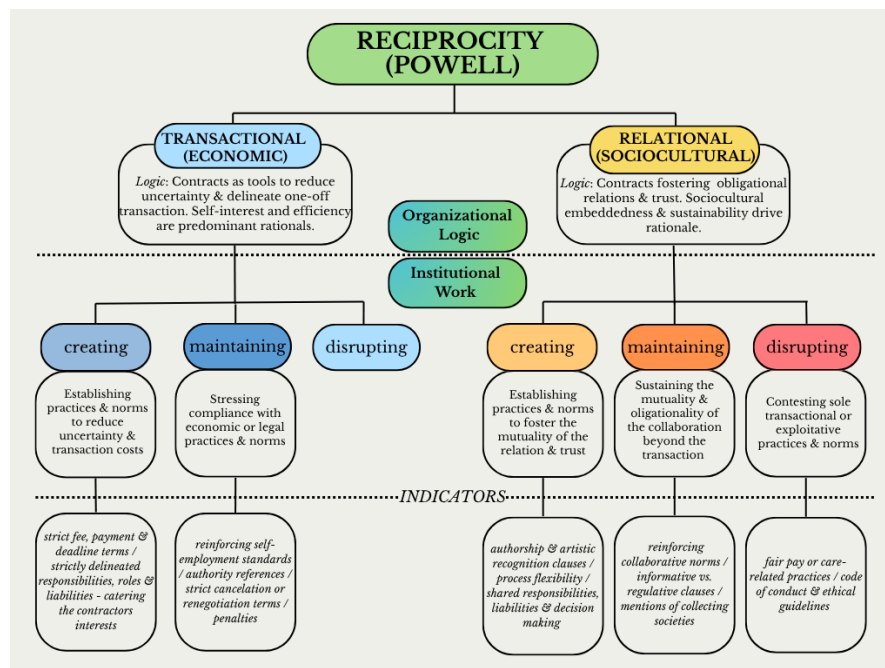 RECIPROCITY
(POWELL)
TRANSACTIONAL
(ECONOMIC)
Logic: Contracts as tools to reduce
uncertainty & delineate one-off
transaction. Self-interest and efficiency
are predominant rationals.
RELATIONAL
(SOCIOCULTURAL)
Logic: Contracts fostering obligational
relations & trust. Sociocultural
embeddedness & sustainability drive
rationale.
Organizational
Logic
Institutional
Work
creating
maintaining
disrupting
creating
maintaining
disrupting
Establishing
practices & norms
to reduce
uncertainty &
transaction costs
Stressing
compliance with
economic or legal
practices & norms
Establishing
practices & norms
to foster the
mutuality of the
relation & trust
Sustaining the
mutuality &
oligationality of
the collaboration
beyond the
transaction
Contesting sole
transactional or
exploitative
practices & norms
INDICATORS
strict fee, payment &
deadline terms /
strictly delineated
responsibilities, roles &
liabilities - catering
the contractors
interests
reinforcing self-
employment standards
/ authority references /
strict cancelation or
renegotiation terms /
penalties
authorship & artistic
recognition clauses /
process flexibility /
shared responsibilities,
liabilities & decision
making
reinforcing
collaborative norms /
informative vs.
regulative clauses /
mentions of collecting
societies
fair pay or care-
related practices / code
of conduct & ethical
guidelines